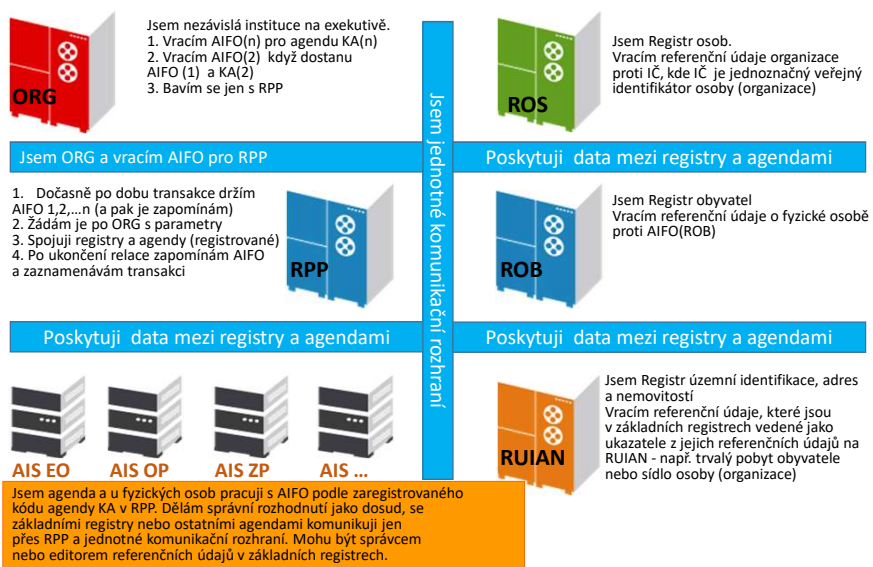 Jsem nezávislá instituce na exekutivě.
1. Vracím AIFO(n) pro agendu KA(n)
2. Vracím AIFO(2) když dostanu
AIFO (1) a KA(2)
3. Bavím se jen s RPP
ORG
Jsem Registr osob.
Vracím referenční údaje organizace
proti IČ, kde IČ je jednoznačný veřejný
identifikátor osoby (organizace)
ROS
Jsem jednotné komunikační rozhraní
Jsem ORG a vracím AIFO pro RPP
Poskytuji data mezi registry a agendami
1. Dočasně po dobu transakce držím
AIFO 1,2,...n (a pak je zapomínám)
2. Žádám je po ORG s parametry
3. Spojuji registry a agendy (registrované)
4. Po ukončení relace zapomínám AIFO
a zaznamenávám transakci
RPP
Jsem Registr obyvatel
Vracím referenční údaje o fyzické osobě
proti AIFO(ROB)
ROB
Poskytuji data mezi registry a agendami
Poskytuji data mezi registry a agendami
AIS EO
AIS OP
AIS ZP
AIS ...
Jsem Registr územní identifikace, adres
a nemovitostí
Vracím referenční údaje, které jsou
v základních registrech vedené jako
ukazatele z jejich referenčních údajů na
RUIAN - např. trvalý pobyt obyvatele
nebo sídlo osoby (organizace)
RUIAN
Jsem agenda a u fyzických osob pracuji s AIFO podle zaregistrovaného
kódu agendy KA v RPP. Dělám správní rozhodnutí jako dosud, se
základními registry nebo ostatními agendami komunikuji jen
přes RPP a jednotné komunikační rozhraní. Mohu být správcem
nebo editorem referenčních údajů v základních registrech.